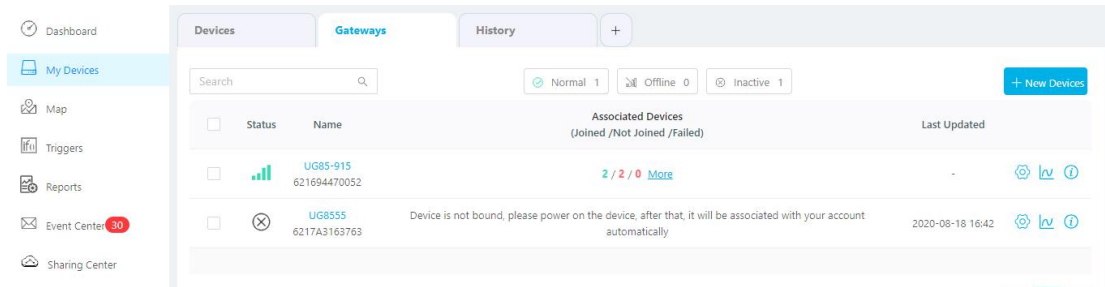 Dashboard
My Devices
Map
Triggers
Reports
Event Center 30
Sharing Center
Devices
Gateways
History
+
Search
Normal 1
Offline 0
Inactive 1
+ New Devices
Status
Name
Associated Devices
(Joined /Not Joined /Failed)
Last Updated
UG85-915
621694470052
2 / 2 / 0 More
-
UG8555
6217A3163763
Device is not bound, please power on the device, after that, it will be associated with your account
automatically
2020-08-18 16:42